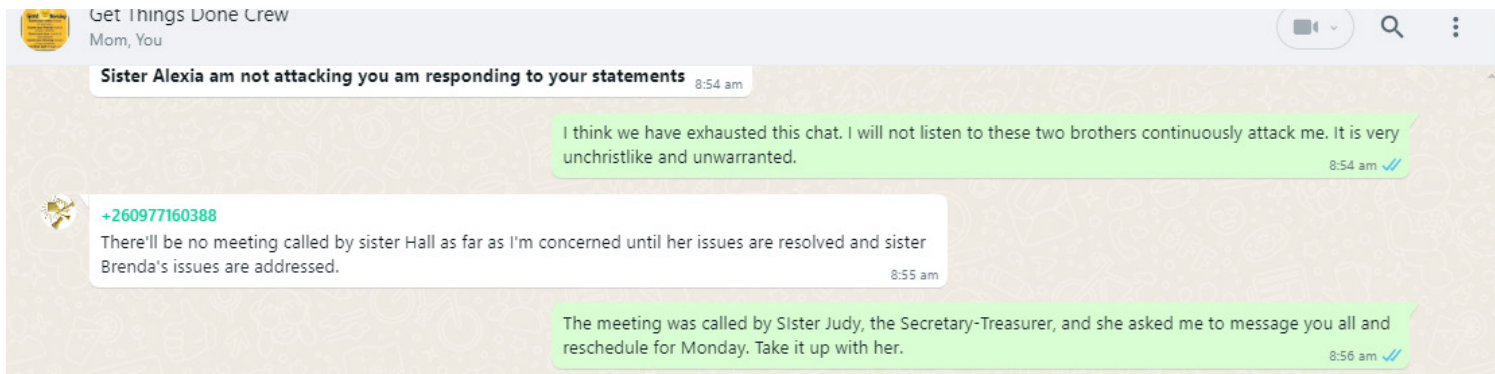 Get Things Done Crew
Mom, You
Sister Alexia am not attacking you am responding to your statements 8:54 am
I think we have exhausted this chat. I will not listen to these two brothers continuously attack me. It is very
unchristlike and unwarranted. 8:54 am
+260977160388
There'll be no meeting called by sister Hall as far as I'm concerned until her issues are resolved and sister
Brenda's issues are addressed. 8:55 am
The meeting was called by SIster Judy, the Secretary-Treasurer, and she asked me to message you all and
reschedule for Monday. Take it up with her. 8:56 am